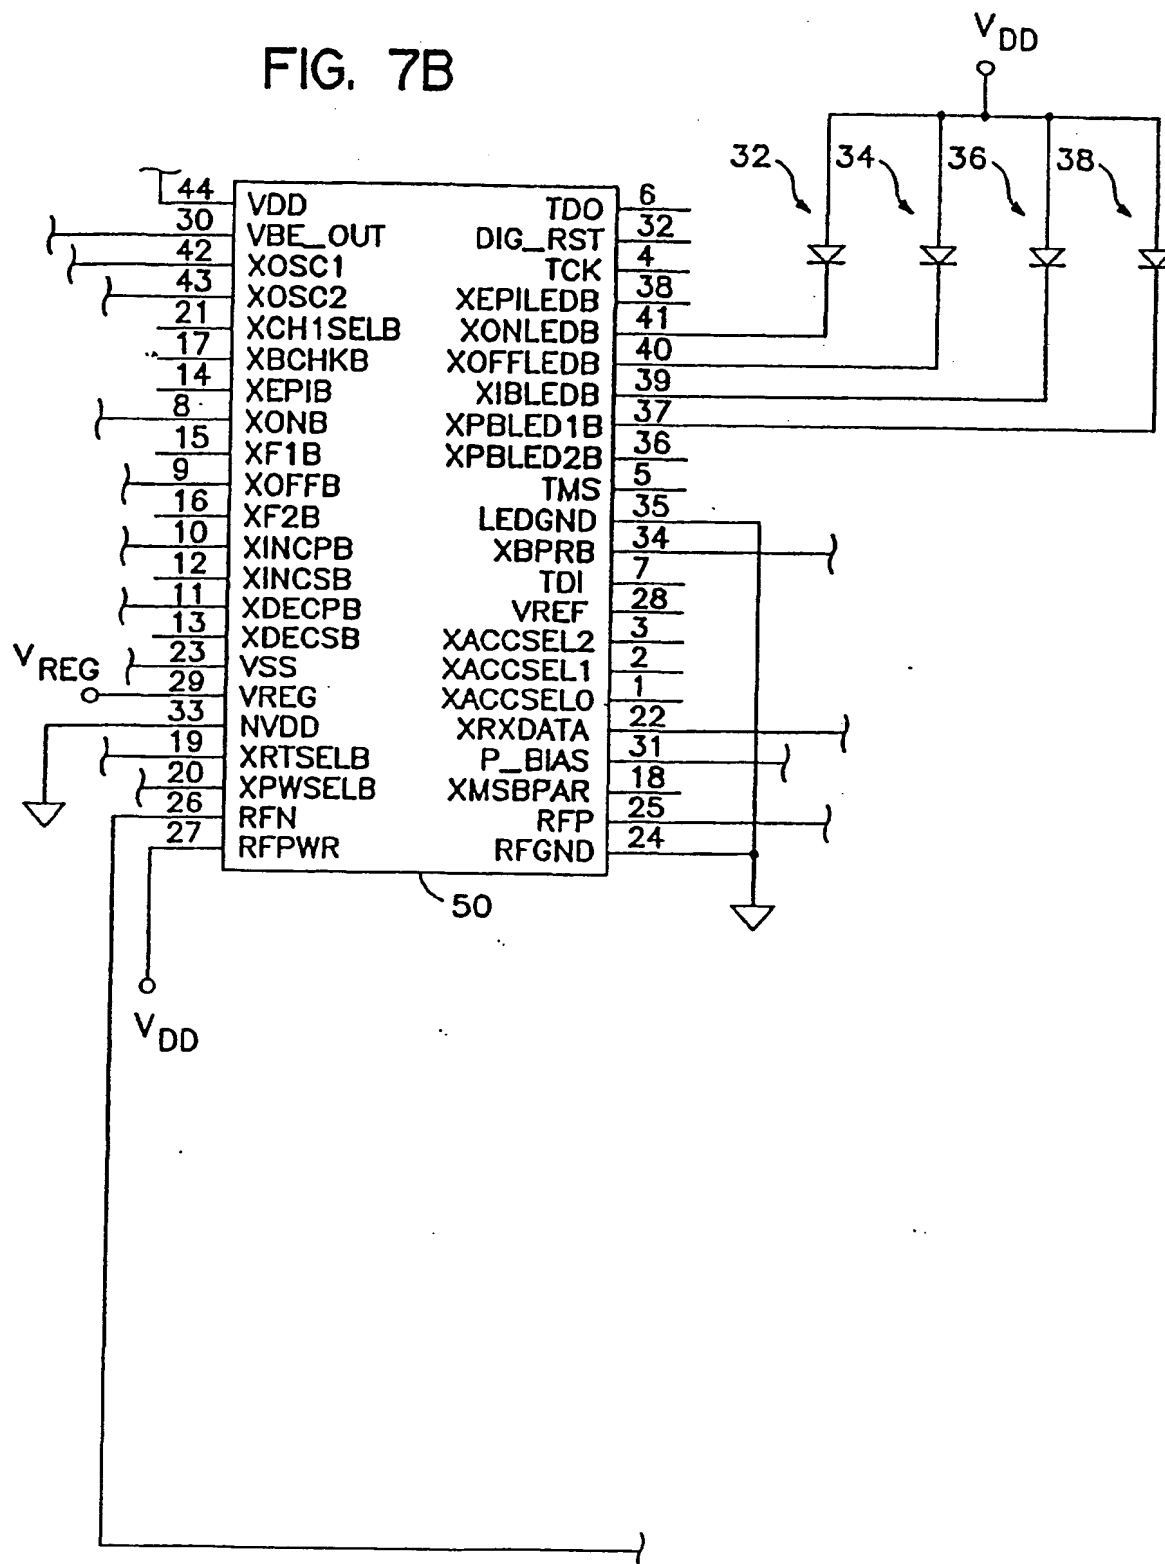 FIG. 7B
V DD
32 34 36 38
44 VDD
30 VBE_OUT
42 XOSC1
43 XOSC2
21 XCH1SELB
17 XBCHKB
14 XEPIB
8 XONB
15 XF1B
9 XOFFB
16 XF2B
10 XINCPB
12 XINCSB
11 XDECPB
13 XDECSB
23 VSS
V REG
29 VREG
33 NVDD
19 XRTSELB
20 XPWSELB
26 RFN
27 RFPWR
TDO 6
DIG_RST 32
TCK 4
XEPILEDB 38
XONLEDB 41
XOFFLEDB 40
XIBLEDB 39
XPBLED1B 37
XPBLED2B 36
TMS 5
LEDGND 35
XBPRB 34
TDI 7
VREF 28
XACCSEL2 3
XACCSEL1 2
XACCSEL0 1
XRXDATA 22
P_BIAS 31
XMSBPAR 18
RFP 25
RFGND 24
50
V DD